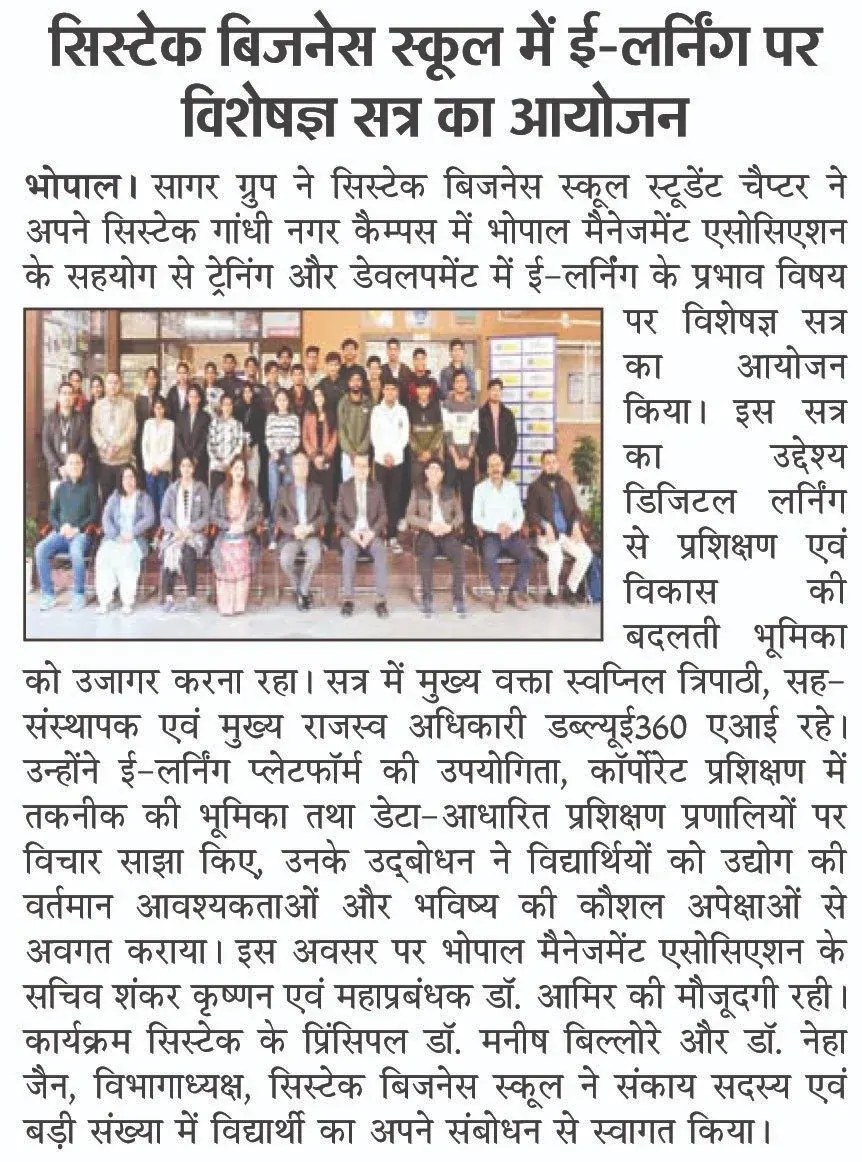 सिस्टेक बिजनेस स्कूल में ई-लर्निंग पर
विशेषज्ञ सत्र का आयोजन
भोपाल। सागर ग्रुप ने सिस्टेक बिजनेस स्कूल स्टूडेंट चैप्टर ने
अपने सिस्टेक गांधी नगर कैम्पस में भोपाल मैनेजमेंट एसोसिएशन
के सहयोग से ट्रेनिंग और डेवलपमेंट में ई-लर्निंग के प्रभाव विषय
पर विशेषज्ञ सत्र
का आयोजन
किया। इस सत्र
का उद्देश्य
डिजिटल लर्निंग
से प्रशिक्षण एवं
विकास की
बदलती भूमिका
को उजागर करना रहा। सत्र में मुख्य वक्ता स्वप्निल त्रिपाठी, सह-
संस्थापक एवं मुख्य राजस्व अधिकारी डब्ल्यूई360 एआई रहे।
उन्होंने ई-लर्निंग प्लेटफॉर्म की उपयोगिता, कॉर्पोरेट प्रशिक्षण में
तकनीक की भूमिका तथा डेटा-आधारित प्रशिक्षण प्रणालियों पर
विचार साझा किए, उनके उद्‌बोधन ने विद्यार्थियों को उद्योग की
वर्तमान आवश्यकताओं और भविष्य की कौशल अपेक्षाओं से
अवगत कराया। इस अवसर पर भोपाल मैनेजमेंट एसोसिएशन के
सचिव शंकर कृष्णन एवं महाप्रबंधक डॉ. आमिर की मौजूदगी रही।
कार्यक्रम सिस्टेक के प्रिंसिपल डॉ. मनीष बिल्लोरे और डॉ. नेहा
जैन, विभागाध्यक्ष, सिस्टेक बिजनेस स्कूल ने संकाय सदस्य एवं
बड़ी संख्या में विद्यार्थी का अपने संबोधन से स्वागत किया।